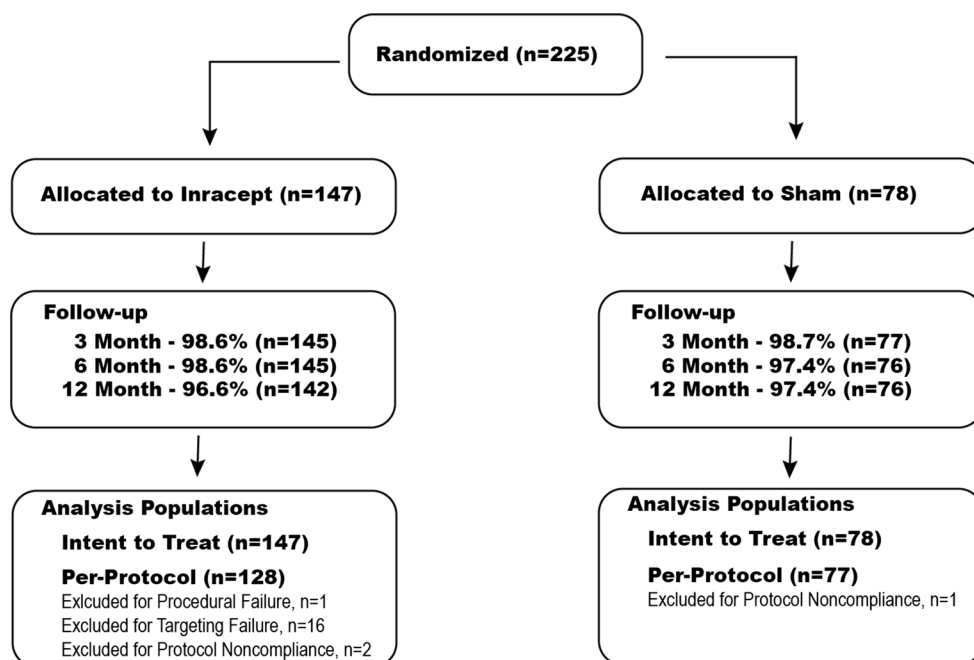 Randomized (n=225)
Allocated to Inracept (n=147)
Allocated to Sham (n=78)
Follow-up
3 Month - 98.6% (n=145)
6 Month - 98.6% (n=145)
12 Month - 96.6% (n=142)
Follow-up
3 Month - 98.7% (n=77)
6 Month - 97.4% (n=76)
12 Month - 97.4% (n=76)
Analysis Populations
Intent to Treat (n=147)
Per-Protocol (n=128)
Exlcuded for Procedural Failure, n=1
Excluded for Targeting Failure, n=16
Excluded for Protocol Noncompliance, n=2
Analysis Populations
Intent to Treat (n=78)
Per-Protocol (n=77)
Excluded for Protocol Noncompliance, n=1